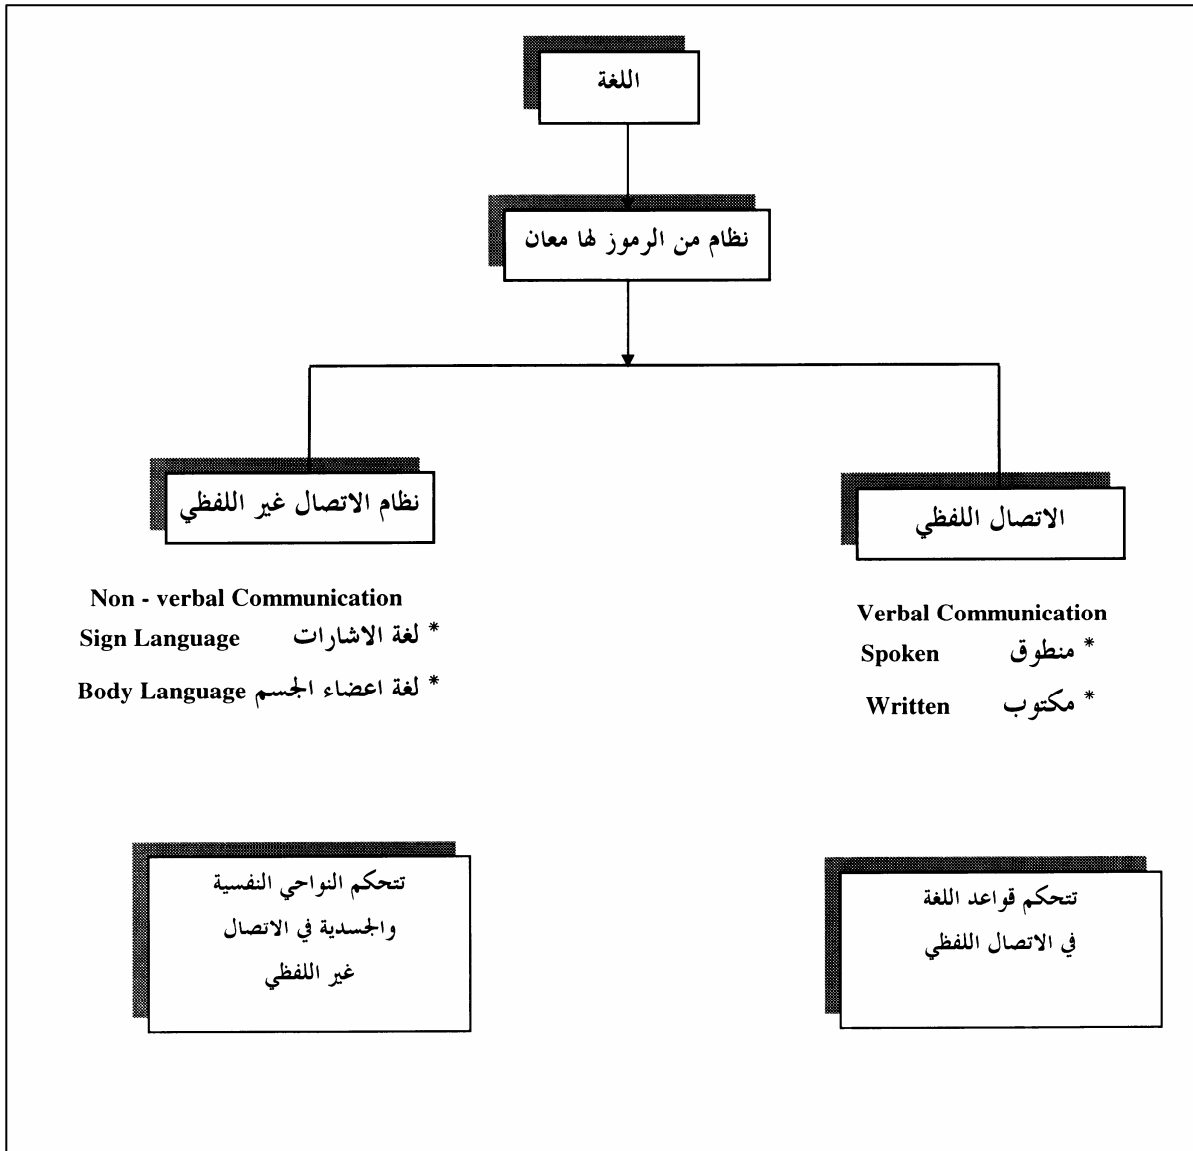 اللغة
نظام من الرموز لها معان
الاتصال اللفظي
Verbal Communication
* منطوق Spoken
* مكتوب Written
تتحكم قواعد اللغة
في الاتصال اللفظي
نظام الاتصال غير اللفظي
Non - verbal Communication
* لغة الاشارات Sign Language
* لغة اعضاء الجسم Body Language
تتحكم النواحي النفسية
والجسدية في الاتصال
غير اللفظي